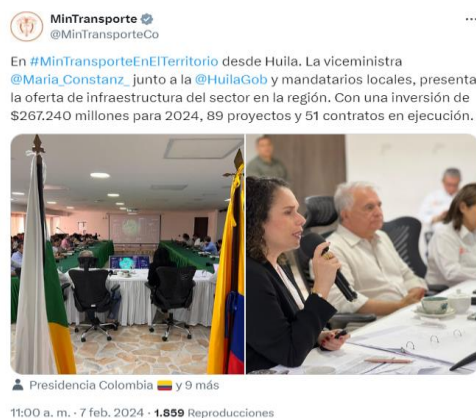 MinTransporte
@MinTransporteCo
En #MinTransporteEnElTerritorio desde Huila. La viceministra
@Maria_Constanz_ junto a la @HuilaGob y mandatarios locales, presenta
la oferta de infraestructura del sector en la región. Con una inversión de
$267.240 millones para 2024, 89 proyectos y 51 contratos en ejecución.
Presidencia Colombia 🇨🇴 y 9 más
11:00 a. m. · 7 feb. 2024 · 1.859 Reproducciones